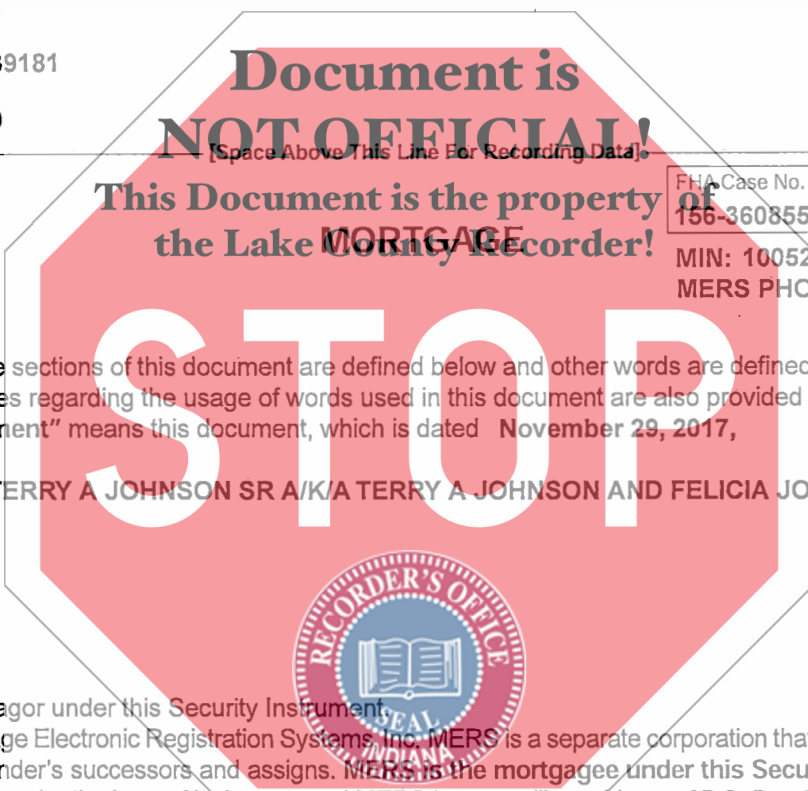 9181
Document is
NOT OFFICIAL!
[Space Above This Line For Recording Data]
This Document is the property of
the Lake County Recorder!
FHA Case No.
156-360855
MORTGAGE
MIN: 10052
MERS PHO
STOP
e sections of this document are defined below and other words are defined
es regarding the usage of words used in this document are also provided
nent" means this document, which is dated November 29, 2017,
TERRY A JOHNSON SR A/K/A TERRY A JOHNSON AND FELICIA JO
RECORDER'S OFFICE
SEAL
INDIANA
agor under this Security Instrument.
ge Electronic Registration Systems, Inc. MERS is a separate corporation that
nder's successors and assigns. MERS is the mortgagee under this Secu